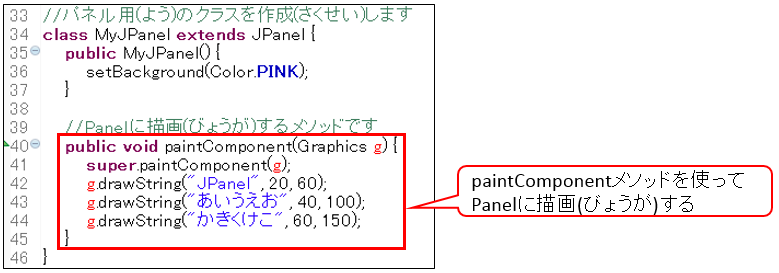 33 //パネル用(よう)のクラスを作成(さくせい)します
34 class MyJPanel extends JPanel {
35 public MyJPanel() {
36 setBackground(Color.PINK);
37 }
38
39 //Panelに描画(びょうが)するメソッドです
40 public void paintComponent(Graphics g) {
41 super.paintComponent(g);
42 g.drawString("JPanel", 20, 60);
43 g.drawString("あいうえお", 40, 100);
44 g.drawString("かきくけこ", 60, 150);
45 }
46 }
paintComponentメソッドを使って
Panelに描画(びょうが)する